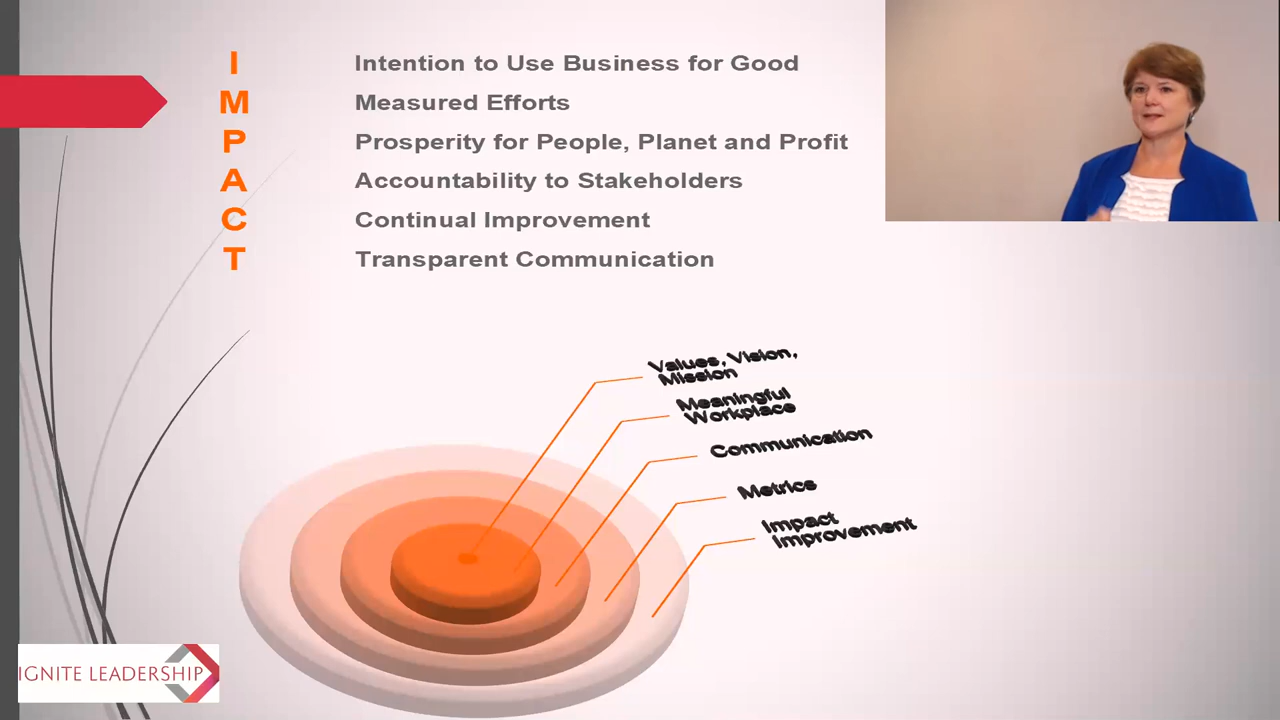 I Intention to Use Business for Good
M Measured Efforts
P Prosperity for People, Planet and Profit
A Accountability to Stakeholders
C Continual Improvement
T Transparent Communication
Values, Vision,
Mission
Meaningful
Workplace
Communication
Metrics
Impact
Improvement
IGNITE LEADERSHIP